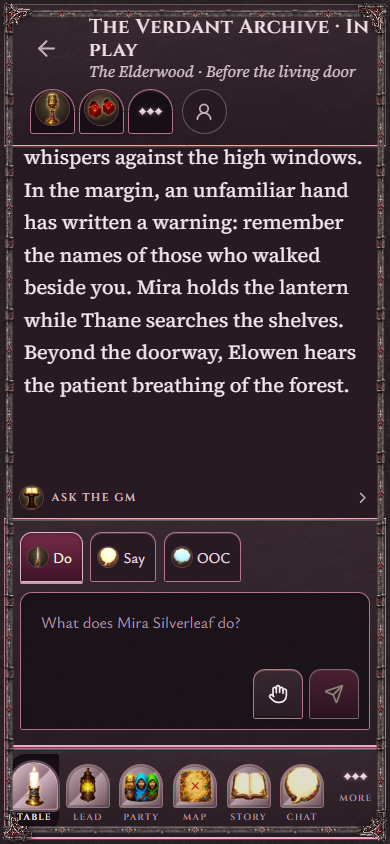 The Verdant Archive · In
play
The Elderwood · Before the living door
whispers against the high windows.
In the margin, an unfamiliar hand
has written a warning: remember
the names of those who walked
beside you. Mira holds the lantern
while Thane searches the shelves.
Beyond the doorway, Elowen hears
the patient breathing of the forest.
ASK THE GM
Do
Say
OOC
What does Mira Silverleaf do?
TABLE
LEAD
PARTY
MAP
STORY
CHAT
MORE